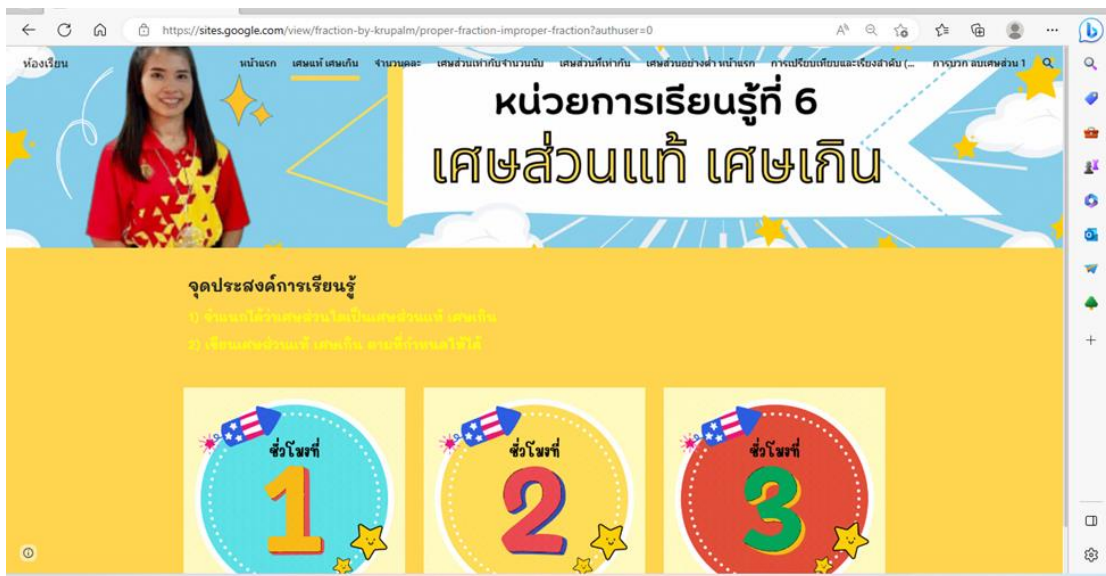 https://sites.google.com/view/fraction-by-krupalm/proper-fraction-improper-fraction?authuser=0
ห้องเรียน
หน้าแรก เศษแท้ เศษเกิน จำนวนคละ เศษส่วนเท่ากับจำนวนนับ เศษส่วนที่เท่ากัน เศษส่วนอย่างต่ำ หน้าแรก การเปรียบเทียบและเรียงลำดับ (... การบวก ลบเศษส่วน 1
หน่วยการเรียนรู้ที่ 6
เศษส่วนแท้ เศษเกิน
จุดประสงค์การเรียนรู้
1) จำแนกได้ว่าเศษส่วนใดเป็นเศษส่วนแท้ เศษเกิน
2) เขียนเศษส่วนแท้ เศษเกิน ตามที่กำหนดให้ได้
ชั่วโมงที่
1
ชั่วโมงที่
2
ชั่วโมงที่
3